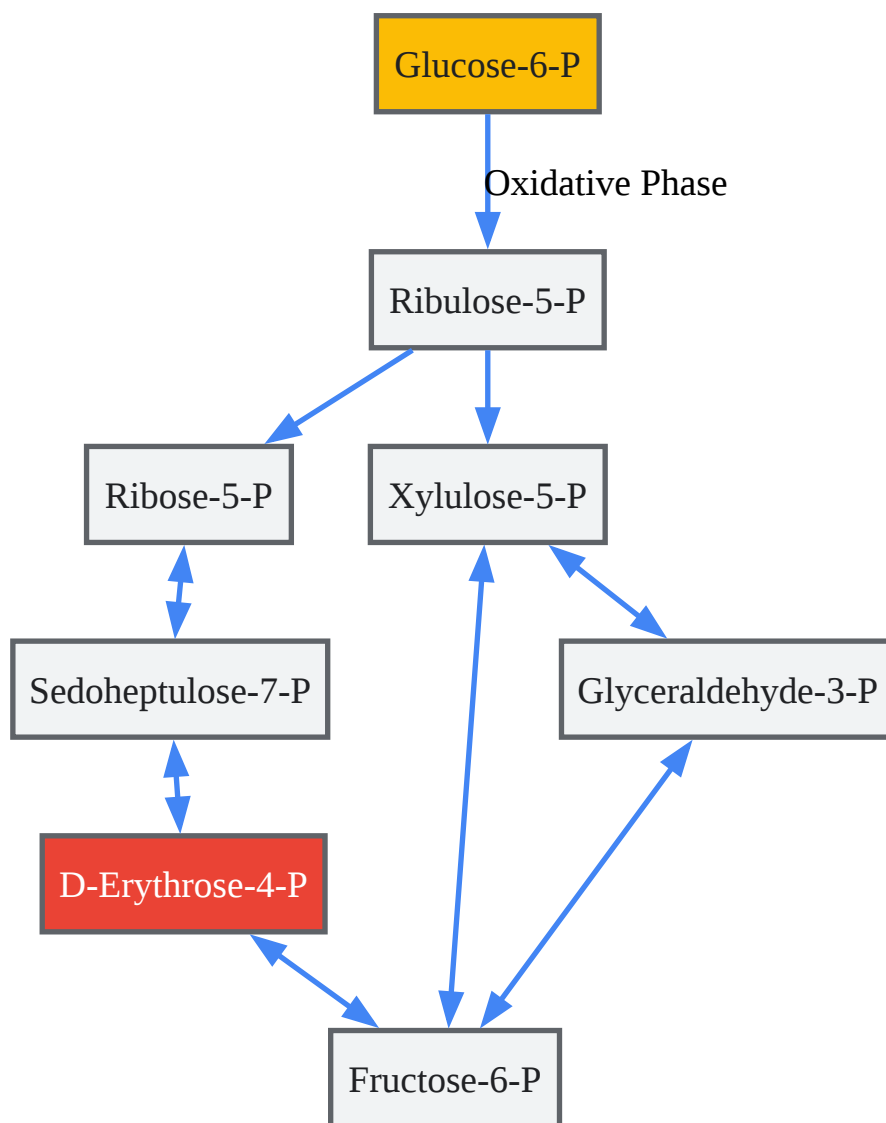 Glucose-6-P
Oxidative Phase
Ribulose-5-P
Ribose-5-P
Xylulose-5-P
Sedoheptulose-7-P
Glyceraldehyde-3-P
D-Erythrose-4-P
Fructose-6-P